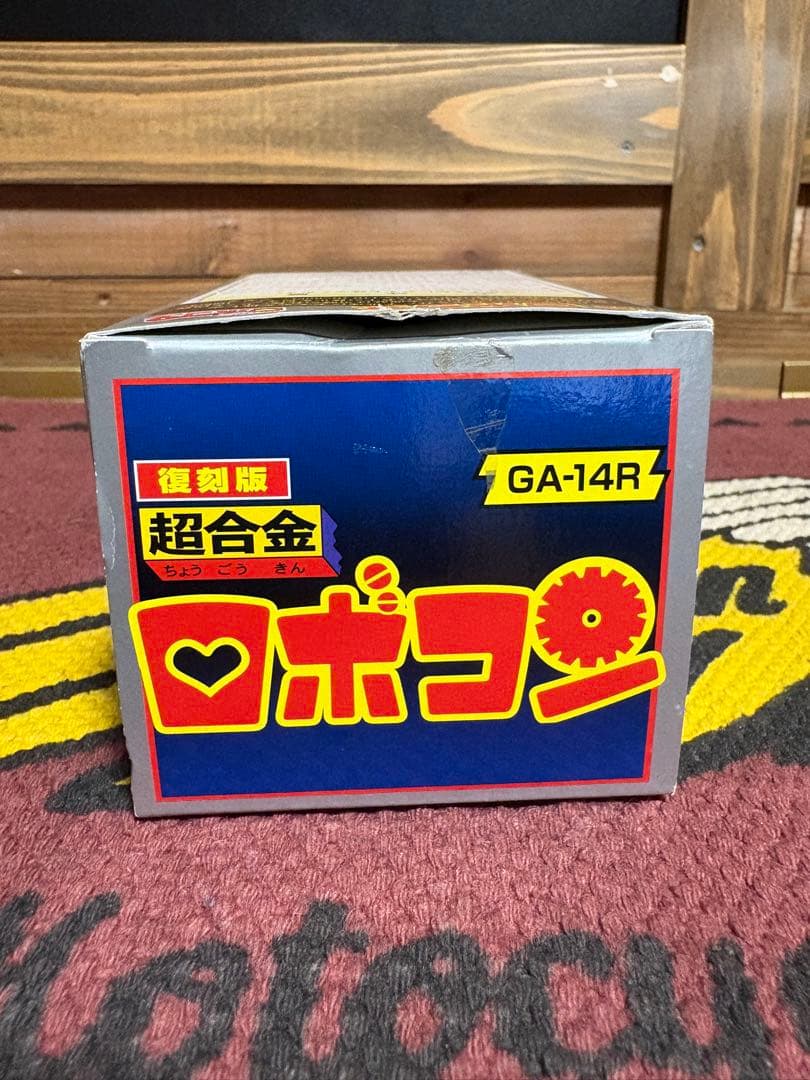 復刻版
GA-14R
超合金
ちょう ごう きん
ロボコン
n
Motocyc